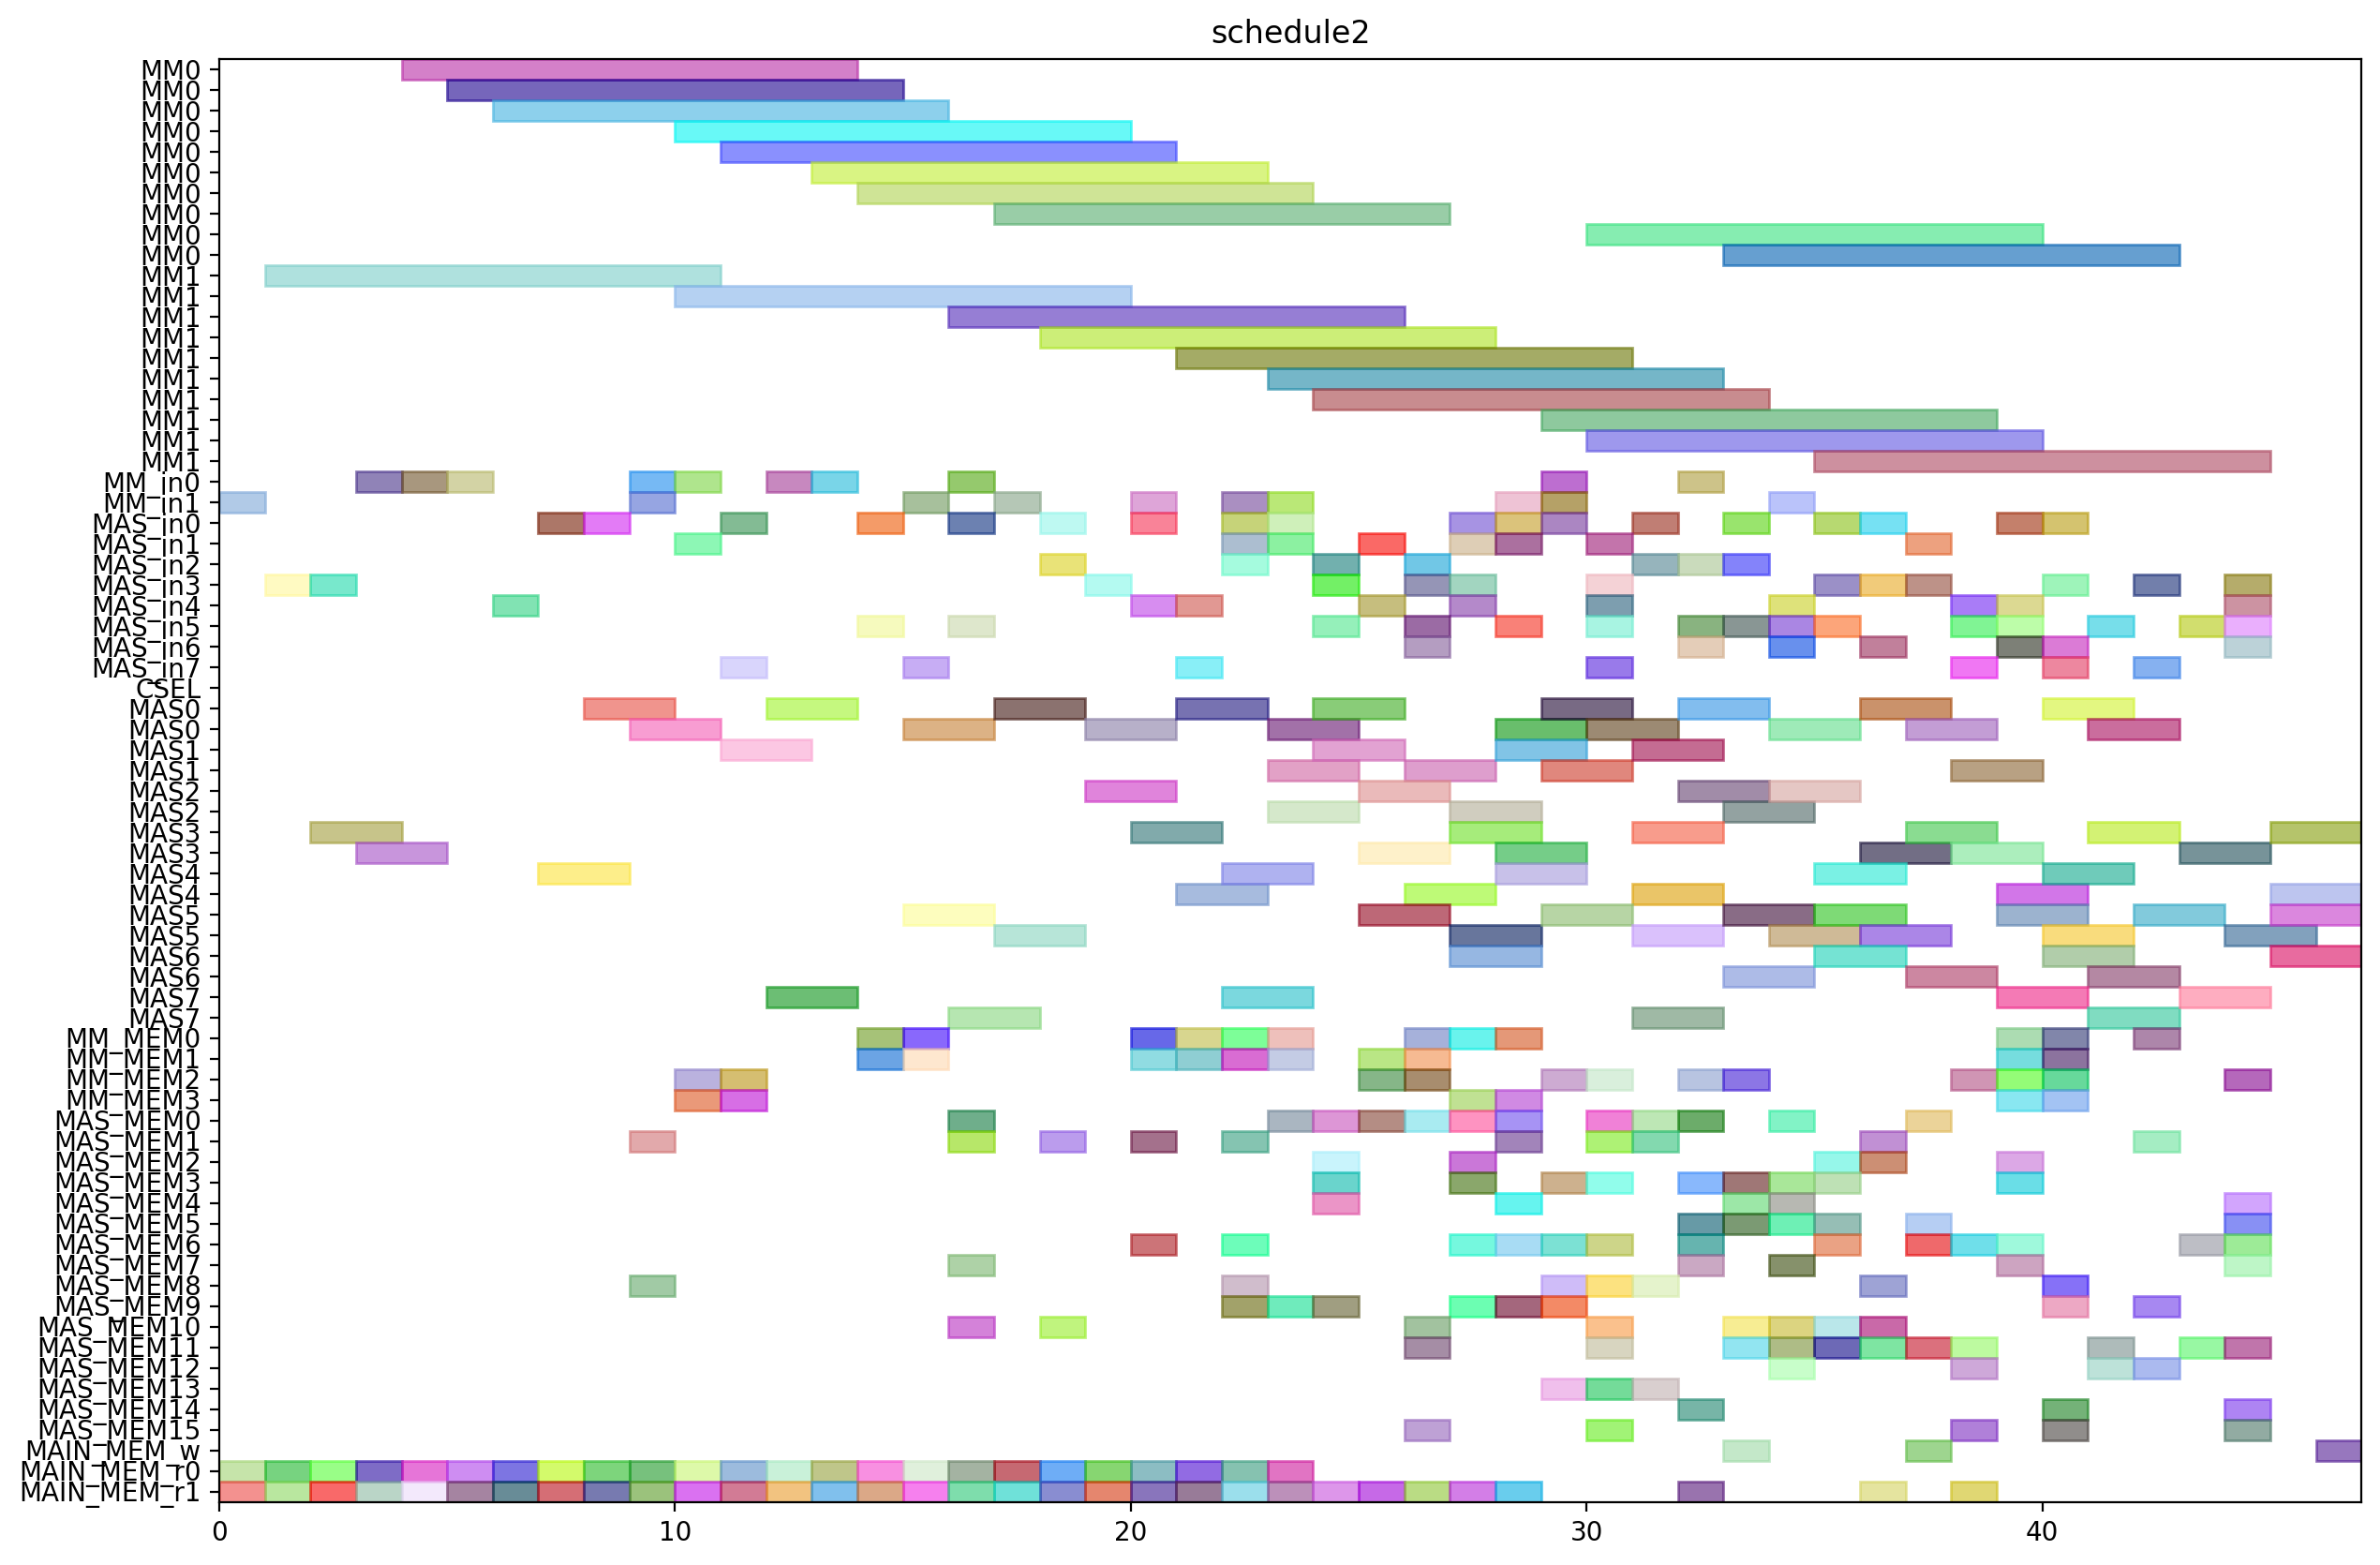 schedule2
MM0
MM0
MM0
MM0
MM0
MM0
MM0
MM0
MM0
MM0
MM1
MM1
MM1
MM1
MM1
MM1
MM1
MM1
MM1
MM1
MM_in0
MM_in1
MAS_in0
MAS_in1
MAS_in2
MAS_in3
MAS_in4
MAS_in5
MAS_in6
MAS_in7
CSEL
MAS0
MAS0
MAS1
MAS1
MAS2
MAS2
MAS3
MAS3
MAS4
MAS4
MAS5
MAS5
MAS6
MAS6
MAS7
MAS7
MM_MEM0
MM_MEM1
MM_MEM2
MM_MEM3
MAS_MEM0
MAS_MEM1
MAS_MEM2
MAS_MEM3
MAS_MEM4
MAS_MEM5
MAS_MEM6
MAS_MEM7
MAS_MEM8
MAS_MEM9
MAS_MEM10
MAS_MEM11
MAS_MEM12
MAS_MEM13
MAS_MEM14
MAS_MEM15
MAIN_MEM_w
MAIN_MEM_r0
MAIN_MEM_r1
0 10 20 30 40